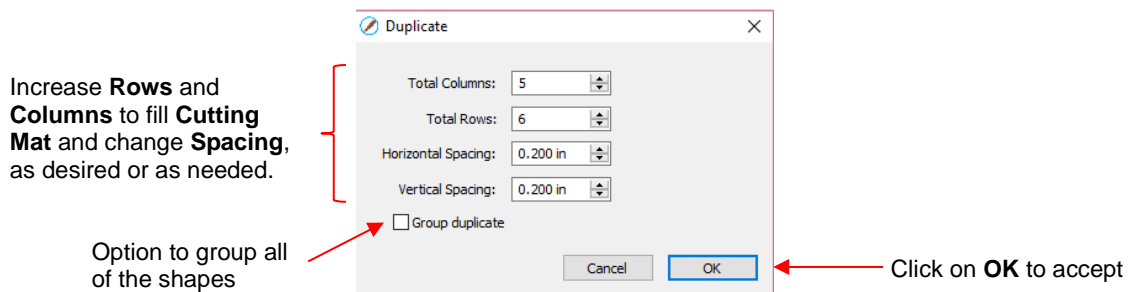 Duplicate
Increase Rows and
Columns to fill Cutting
Mat and change Spacing,
as desired or as needed.
Total Columns: 5
Total Rows: 6
Horizontal Spacing: 0.200 in
Vertical Spacing: 0.200 in
Group duplicate
Option to group all
of the shapes
Cancel OK
Click on OK to accept